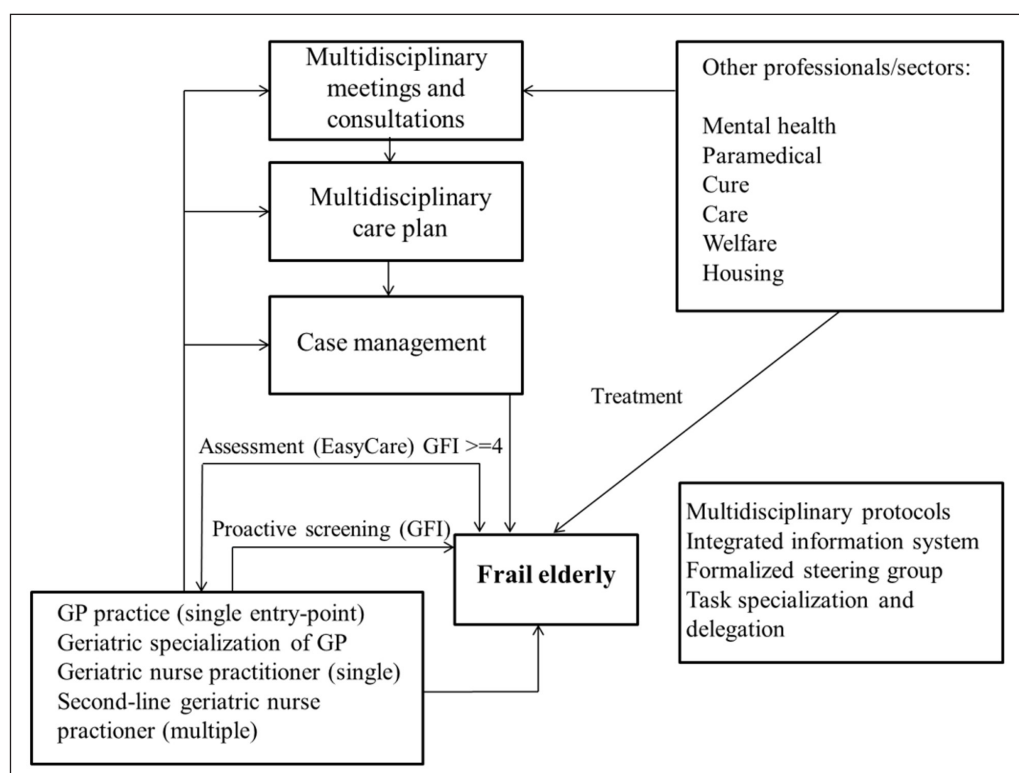 Multidisciplinary
meetings and
consultations
Other professionals/sectors:
Mental health
Paramedical
Cure
Care
Welfare
Housing
Multidisciplinary
care plan
Case management
Treatment
Assessment (EasyCare) GFI >=4
Proactive screening (GFI)
Frail elderly
Multidisciplinary protocols
Integrated information system
Formalized steering group
Task specialization and
delegation
GP practice (single entry-point)
Geriatric specialization of GP
Geriatric nurse practitioner (single)
Second-line geriatric nurse
practioner (multiple)